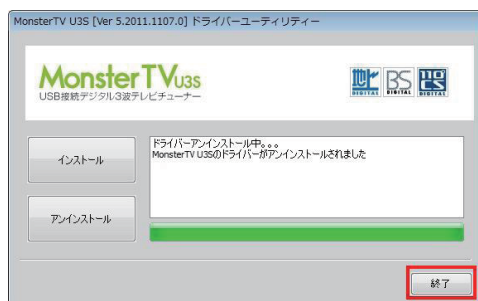 MonsterTV U3S [Ver 5.2011.1107.0] ドライバーユーティリティー
MonsterTV U3S
USB接続デジタル3波テレビチューナー
地上 DIGITAL
BS DIGITAL
110 CS DIGITAL
インストール
ドライバーアンインストール中。。。
MonsterTV U3Sのドライバーがアンインストールされました
アンインストール
終了